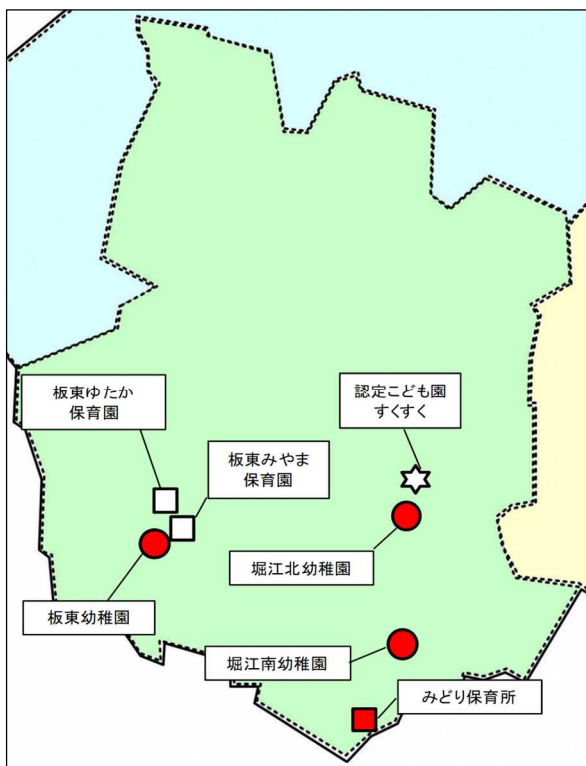 板東ゆたか
保育園
認定こども園
すくすく
板東みやま
保育園
堀江北幼稚園
板東幼稚園
堀江南幼稚園
みどり保育所